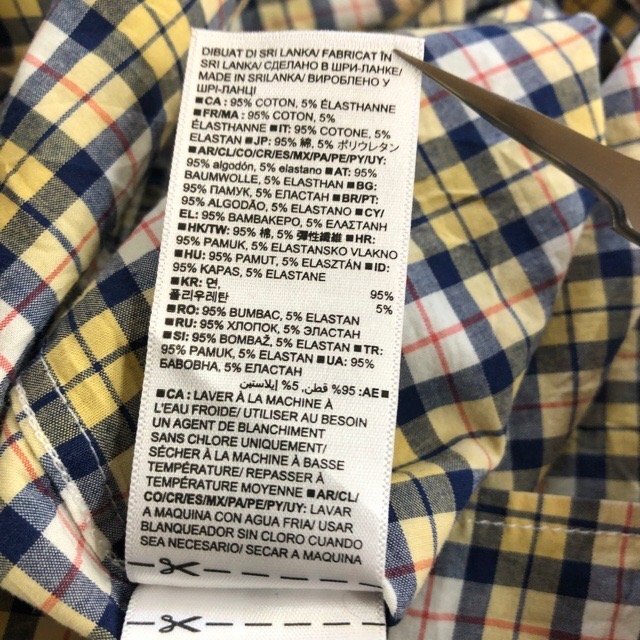 DIBUAT DI SRI LANKA/ FABRICAT ÎN
SRI LANKA/ СДЕЛАНО В ШРИ-ЛАНКЕ/
MADE IN SRILANKA/ ВИРОБЛЕНО У
ШРІ-ЛАНЦІ
■CA: 95% COTON, 5% ÉLASTHANNE
■FR/MA: 95% COTON, 5%
ÉLASTHANNE ■IT: 95% COTONE, 5%
ELASTAN ■JP: 95% 綿, 5% ポリウレタン
■AR/CL/CO/CR/ES/MX/PA/PE/PY/UY:
95% algodón, 5% elastano ■AT: 95%
BAUMWOLLE, 5% ELASTHAN ■BG:
95% ПАМУК, 5% ЕЛАСТАН ■BR/PT:
95% ALGODÃO, 5% ELASTANO ■CY/
EL: 95% ΒΑΜΒΑΚΕΡΟ, 5% ΕΛΑΣΤΑΝΗ
■HK/TW: 95% 棉, 5% 彈性纖維 ■HR:
95% PAMUK, 5% ELASTANSKO VLAKNO
■HU: 95% PAMUT, 5% ELASZTÁN ■ID:
95% KAPAS, 5% ELASTANE
■KR: 면, 95%
폴리우레탄 5%
■RO: 95% BUMBAC, 5% ELASTAN
■RU: 95% ХЛОПОК, 5% ЭЛАСТАН
■SI: 95% BOMBAŽ, 5% ELASTAN ■TR:
95% PAMUK, 5% ELASTAN ■UA: 95%
БАВОВНА, 5% ЕЛАСТАН
■AE: 95% قطن, 5% إيلاستين
■CA : LAVER À LA MACHINE À
L'EAU FROIDE/ UTILISER AU BESOIN
UN AGENT DE BLANCHIMENT
SANS CHLORE UNIQUEMENT/
SÉCHER À LA MACHINE À BASSE
TEMPÉRATURE/ REPASSER À
TEMPÉRATURE MOYENNE ■AR/CL/
CO/CR/ES/MX/PA/PE/PY/UY: LAVAR
A MAQUINA CON AGUA FRIA/ USAR
BLANQUEADOR SIN CLORO CUANDO
SEA NECESARIO/ SECAR A MAQUINA